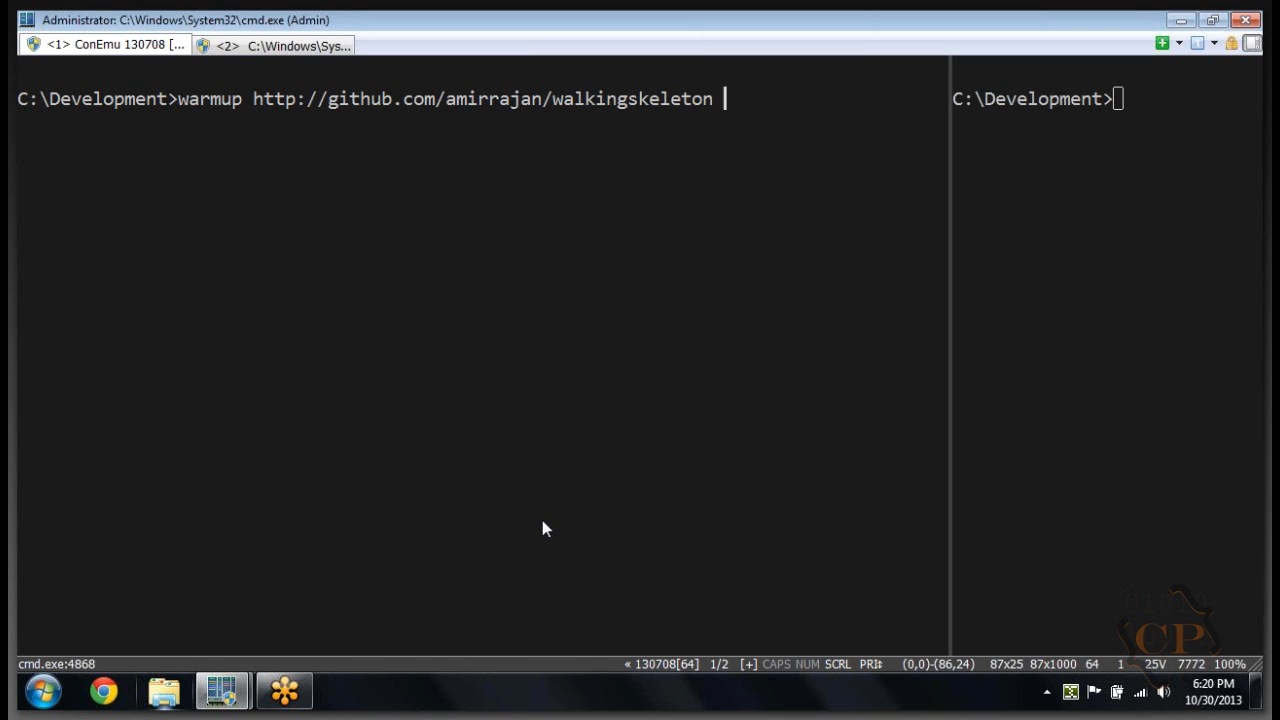 Administrator: C:\Windows\System32\cmd.exe (Admin)
<1> ConEmu 130708 [...
<2> C:\Windows\Sys...
C:\Development>warmup http://github.com/amirrajan/walkingskeleton
C:\Development>
CP
cmd.exe:4868
« 130708[64] 1/2 [+] CAPS NUM SCRL PRI‡ (0,0)-(86,24) 87x25 87x1000 64 1 25V 7772 100%
6:20 PM
10/30/2013